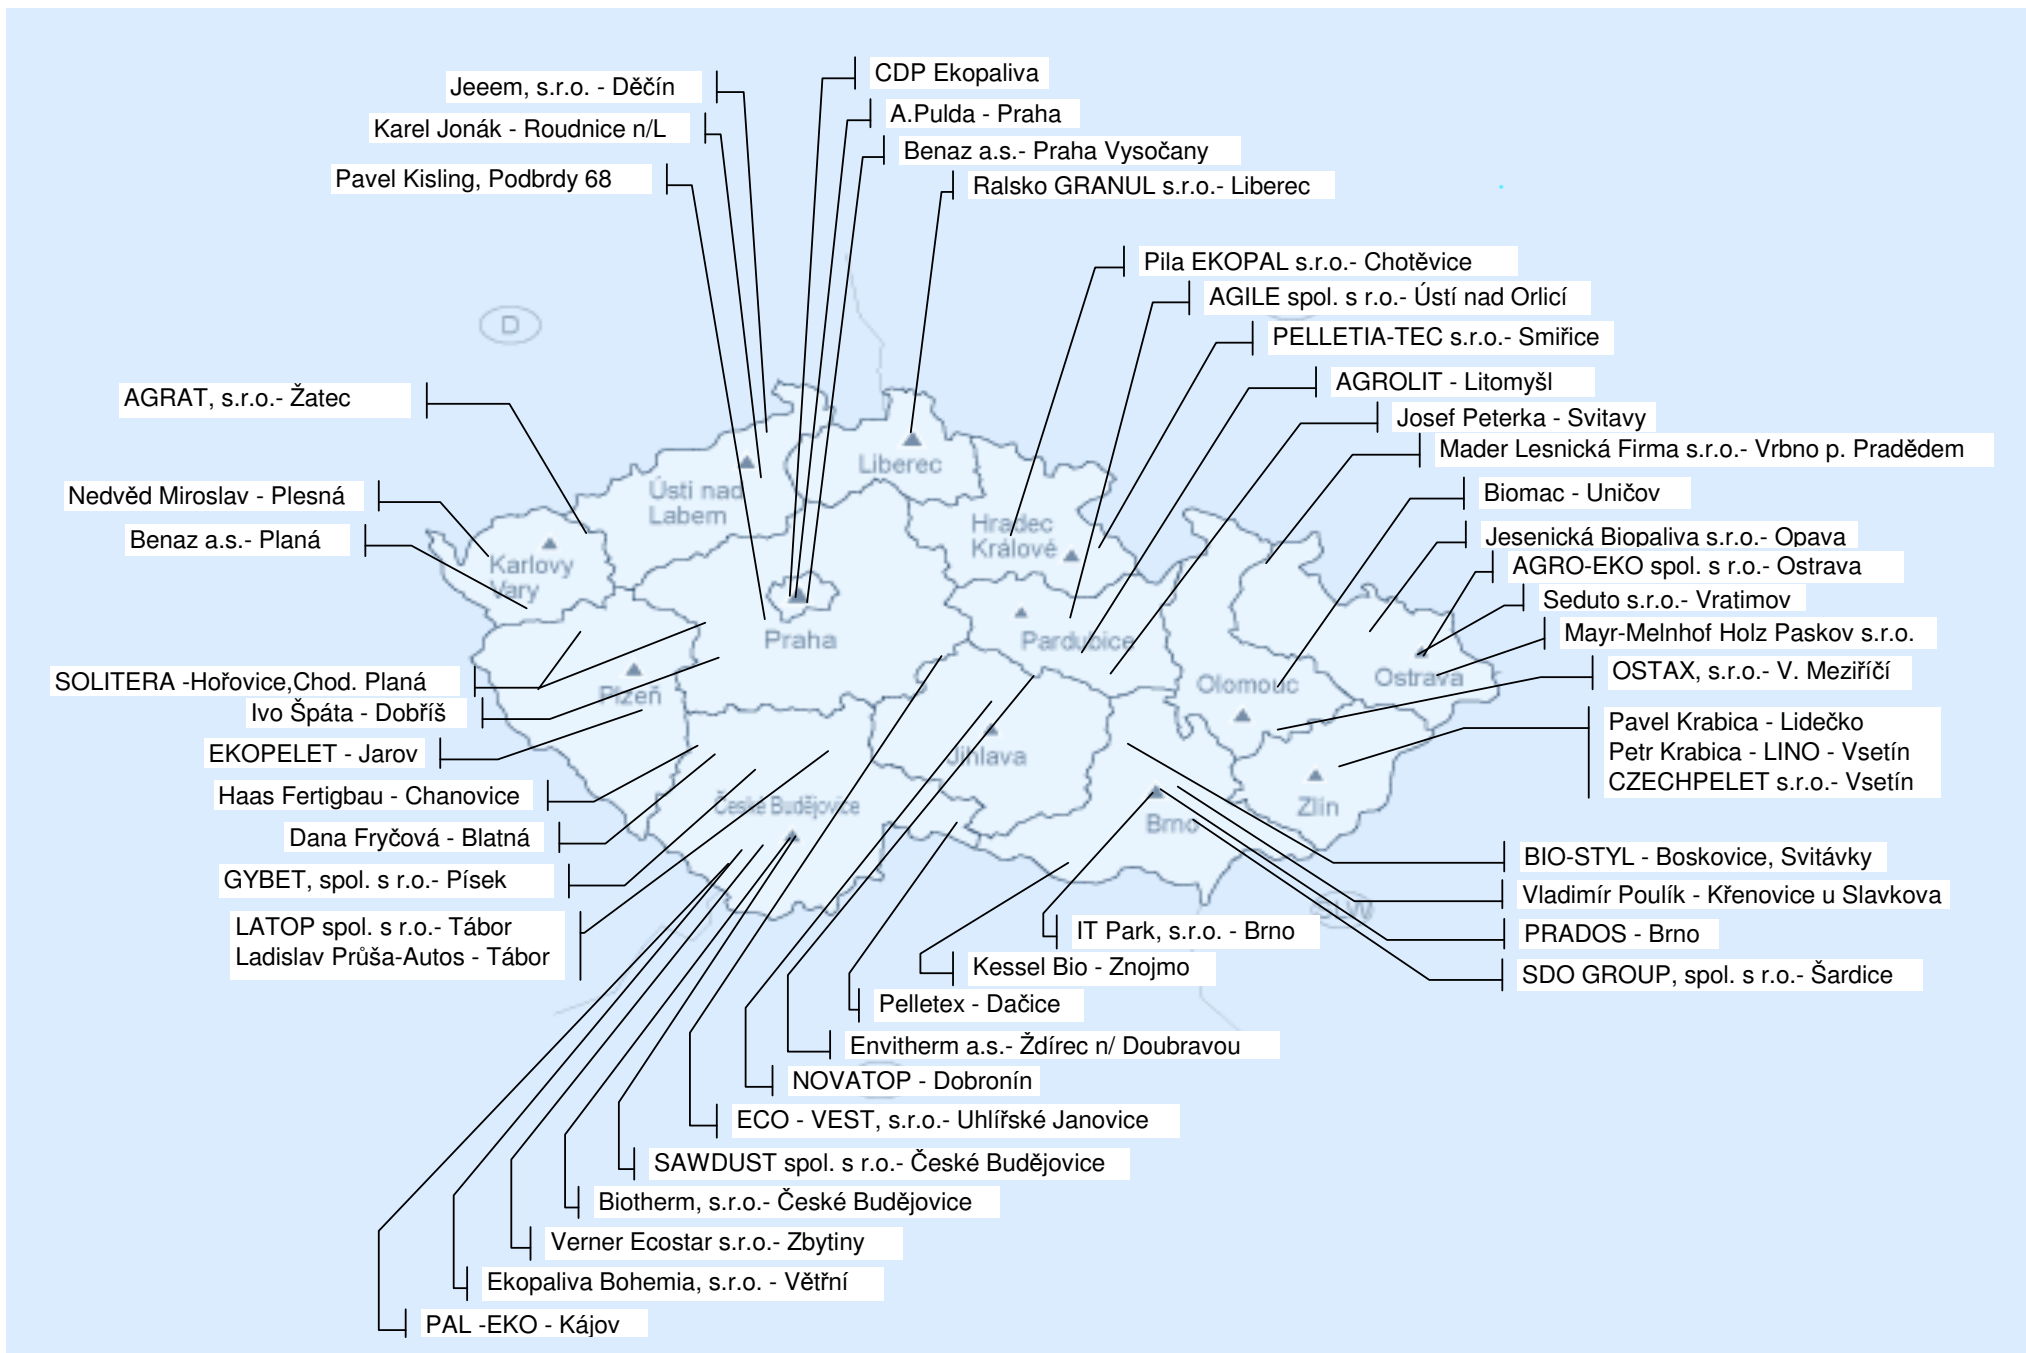 CDP Ekopaliva
Jeeem, s.r.o. - Děčín
A.Pulda - Praha
Karel Jonák - Roudnice n/L
Benaz a.s.- Praha Vysočany
Pavel Kisling, Podbrdy 68
Ralsko GRANUL s.r.o.- Liberec
Pila EKOPAL s.r.o.- Chotěvice
AGILE spol. s r.o.- Ústí nad Orlicí
D
PELLETIA-TEC s.r.o.- Smiřice
AGROLIT - Litomyšl
AGRAT, s.r.o.- Žatec
Josef Peterka - Svitavy
Mader Lesnická Firma s.r.o.- Vrbno p. Pradědem
Liberec
Nedvěd Miroslav - Plesná
Ústí nad
Labem
Biomac - Uničov
Hradec
Králové
Benaz a.s.- Planá
Jesenická Biopaliva s.r.o.- Opava
Karlovy
Vary
AGRO-EKO spol. s r.o.- Ostrava
Seduto s.r.o.- Vratimov
Praha
Pardubice
Mayr-Melnhof Holz Paskov s.r.o.
SOLITERA -Hořovice,Chod. Planá
Plzeň
Olomouc
Ostrava
OSTAX, s.r.o.- V. Meziříčí
Ivo Špáta - Dobříš
Pavel Krabica - Lidečko
Petr Krabica - LINO - Vsetín
CZECHPELET s.r.o.- Vsetín
EKOPELET - Jarov
Jihlava
Haas Fertigbau - Chanovice
České Budějovice
Zlín
Brno
Dana Fryčová - Blatná
BIO-STYL - Boskovice, Svitávky
GYBET, spol. s r.o.- Písek
Vladimír Poulík - Křenovice u Slavkova
LATOP spol. s r.o.- Tábor
Ladislav Průša-Autos - Tábor
IT Park, s.r.o. - Brno
PRADOS - Brno
Kessel Bio - Znojmo
SDO GROUP, spol. s r.o.- Šardice
Pelletex - Dačice
Envitherm a.s.- Ždírec n/ Doubravou
NOVATOP - Dobronín
ECO - VEST, s.r.o.- Uhlířské Janovice
SAWDUST spol. s r.o.- České Budějovice
Biotherm, s.r.o.- České Budějovice
Verner Ecostar s.r.o.- Zbytiny
Ekopaliva Bohemia, s.r.o. - Větřní
PAL -EKO - Kájov